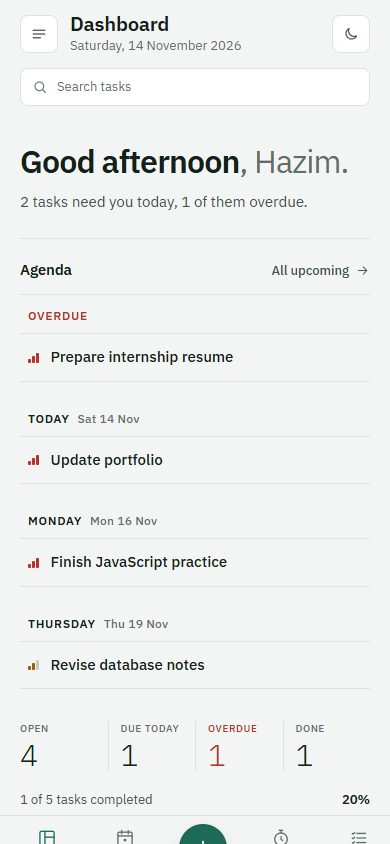 Dashboard
Saturday, 14 November 2026
Search tasks
Good afternoon, Hazim.
2 tasks need you today, 1 of them overdue.
Agenda
All upcoming →
OVERDUE
Prepare internship resume
TODAY Sat 14 Nov
Update portfolio
MONDAY Mon 16 Nov
Finish JavaScript practice
THURSDAY Thu 19 Nov
Revise database notes
OPEN DUE TODAY OVERDUE DONE
4 1 1 1
1 of 5 tasks completed 20%